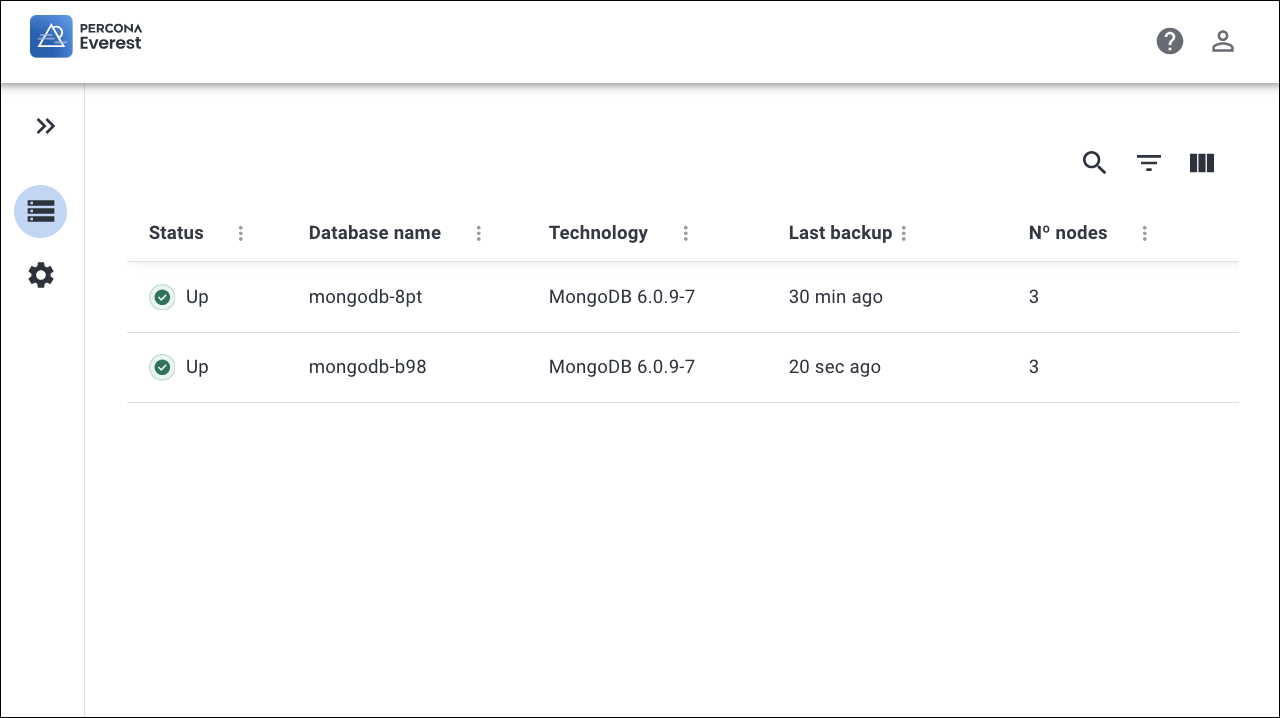 PERCONA
Everest
Status Database name Technology Last backup Nº nodes
Up mongodb-8pt MongoDB 6.0.9-7 30 min ago 3
Up mongodb-b98 MongoDB 6.0.9-7 20 sec ago 3